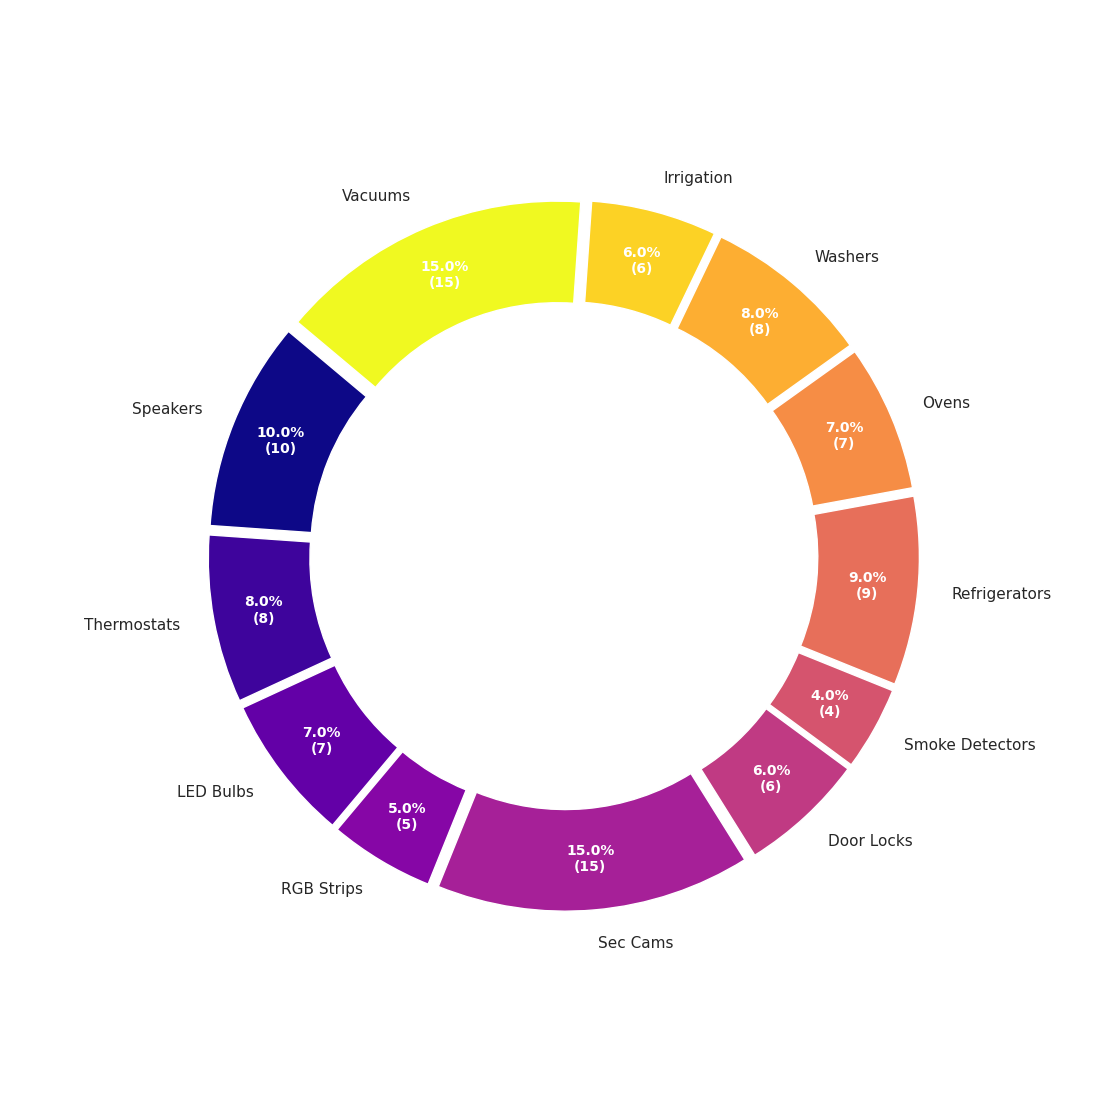 Irrigation
Vacuums
6.0%
(6)
Washers
15.0%
(15)
8.0%
(8)
Ovens
Speakers
7.0%
(7)
10.0%
(10)
9.0%
(9)
Refrigerators
8.0%
(8)
Thermostats
4.0%
(4)
Smoke Detectors
7.0%
(7)
6.0%
(6)
LED Bulbs
5.0%
(5)
Door Locks
15.0%
(15)
RGB Strips
Sec Cams